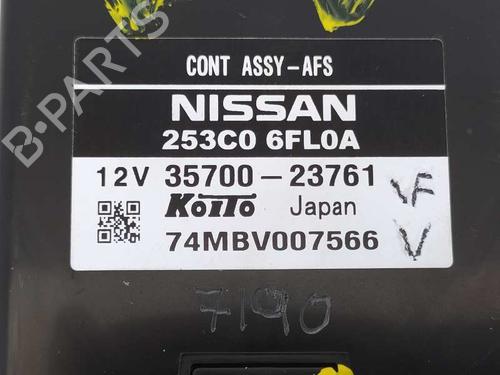 B-PARTS
CONT ASSY-AFS
NISSAN
253C0 6FL0A
12V 35700-23761
KOITO Japan
74MBV007566
VF
V
7190